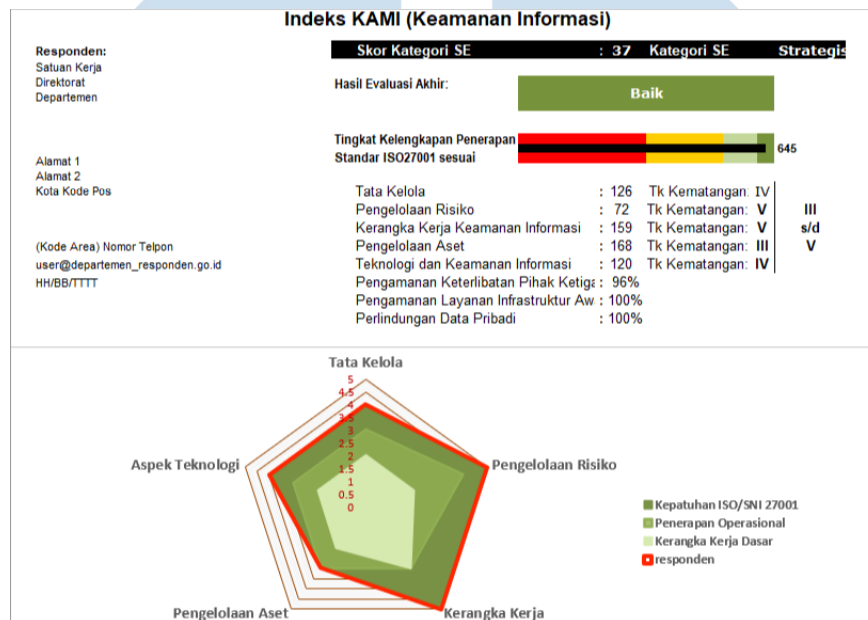 Indeks KAMI (Keamanan Informasi)
Responden:
Satuan Kerja
Direktorat
Departemen
Alamat 1
Alamat 2
Kota Kode Pos
(Kode Area) Nomor Telpon
user@departemen_responden.go.id
HH/BB/TTTT
Skor Kategori SE : 37 Kategori SE Strategis
Hasil Evaluasi Akhir: Baik
Tingkat Kelengkapan Penerapan
Standar ISO27001 sesuai 645
Tata Kelola : 126 Tk Kematangan: IV
Pengelolaan Risiko : 72 Tk Kematangan: V III
Kerangka Kerja Keamanan Informasi : 159 Tk Kematangan: V s/d
Pengelolaan Aset : 168 Tk Kematangan: III V
Teknologi dan Keamanan Informasi : 120 Tk Kematangan: IV
Pengamanan Keterlibatan Pihak Ketiga : 96%
Pengamanan Layanan Infrastruktur Aw : 100%
Perlindungan Data Pribadi : 100%
Tata Kelola
5
4.5
4
3.5
3
2.5
2
1.5
1
0.5
0
Aspek Teknologi
Pengelolaan Risiko
Pengelolaan Aset
Kerangka Kerja
Kepatuhan ISO/SNI 27001
Penerapan Operasional
Kerangka Kerja Dasar
responden